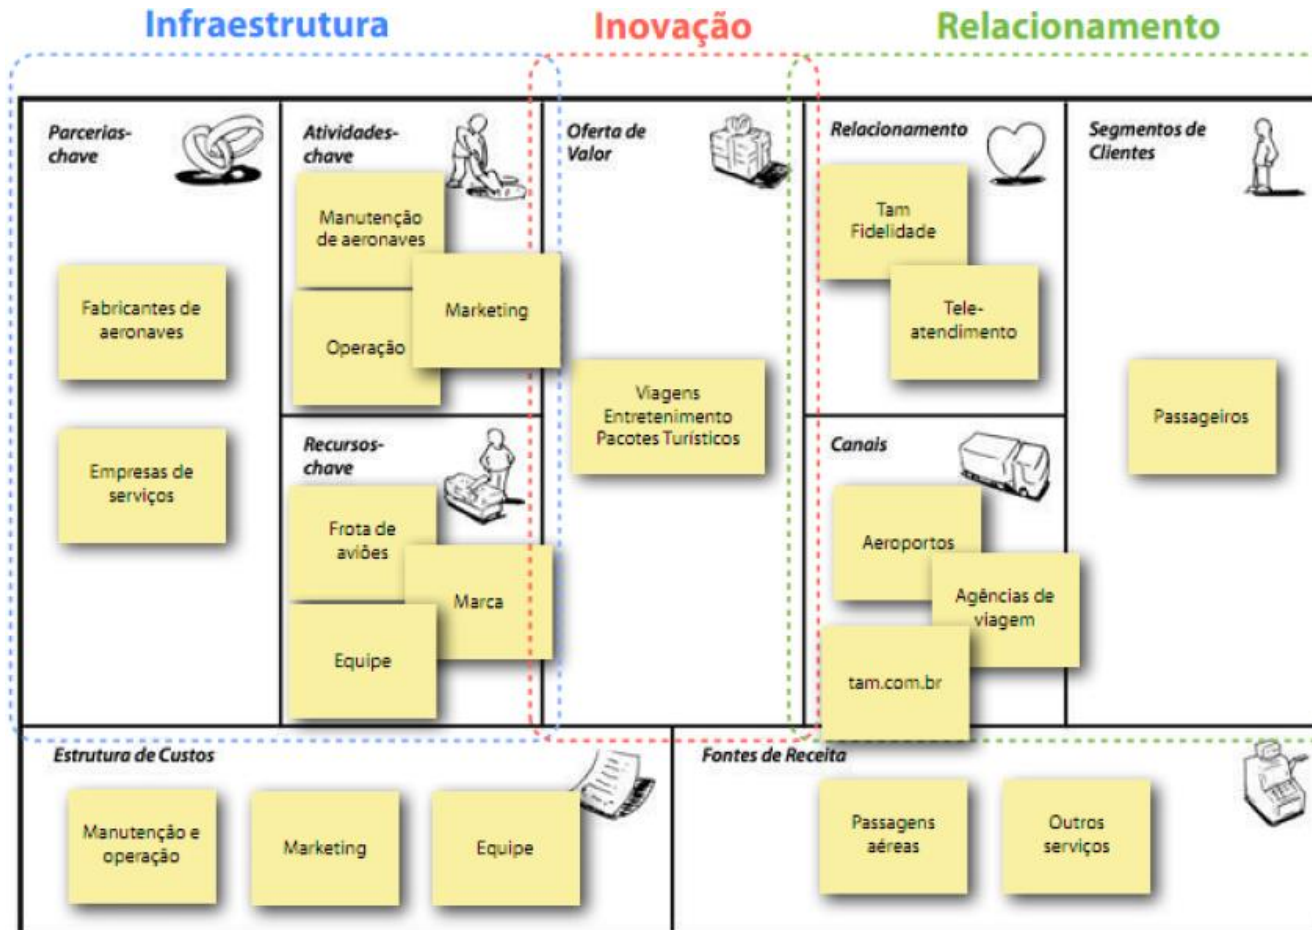 Infraestrutura
Inovação
Relacionamento
Parcerias-
chave
Fabricantes de
aeronaves
Empresas de
serviços
Atividades-
chave
Manutenção
de aeronaves
Marketing
Operação
Recursos-
chave
Frota de
aviões
Marca
Equipe
Oferta de
Valor
Viagens
Entretenimento
Pacotes Turísticos
Relacionamento
Tam
Fidelidade
Tele-
atendimento
Canais
Aeroportos
Agências de
viagem
tam.com.br
Segmentos de
Clientes
Passageiros
Estrutura de Custos
Manutenção e
operação
Marketing
Equipe
Fontes de Receita
Passagens
aéreas
Outros
serviços